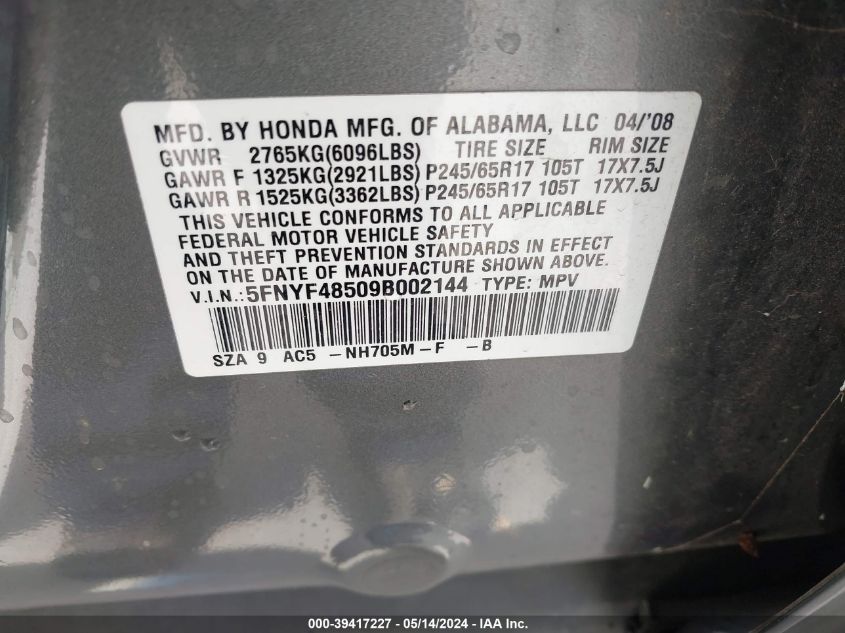 MFD. BY HONDA MFG. OF ALABAMA, LLC 04/'08
GVWR 2765KG(6096LBS) TIRE SIZE RIM SIZE
GAWR F 1325KG(2921LBS) P245/65R17 105T 17X7.5J
GAWR R 1525KG(3362LBS) P245/65R17 105T 17X7.5J
THIS VEHICLE CONFORMS TO ALL APPLICABLE
FEDERAL MOTOR VEHICLE SAFETY
AND THEFT PREVENTION STANDARDS IN EFFECT
ON THE DATE OF MANUFACTURE SHOWN ABOVE.
V.I.N.:5FNYF48509B002144 TYPE: MPV
SZA 9 AC5 -NH705M-F -B
000-39417227 - 05/14/2024 - IAA Inc.